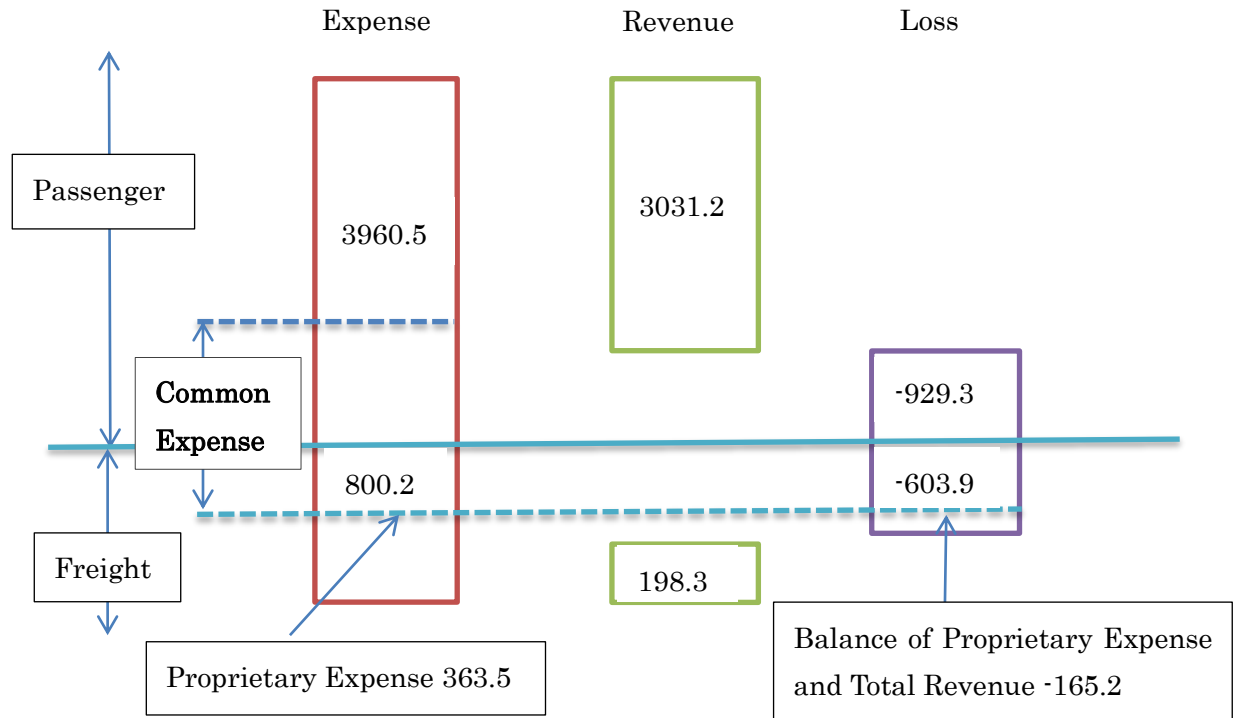 Expense Revenue Loss
Passenger
3960.5
3031.2
Common
Expense
-929.3
800.2
-603.9
Freight
198.3
Proprietary Expense 363.5
Balance of Proprietary Expense
and Total Revenue -165.2